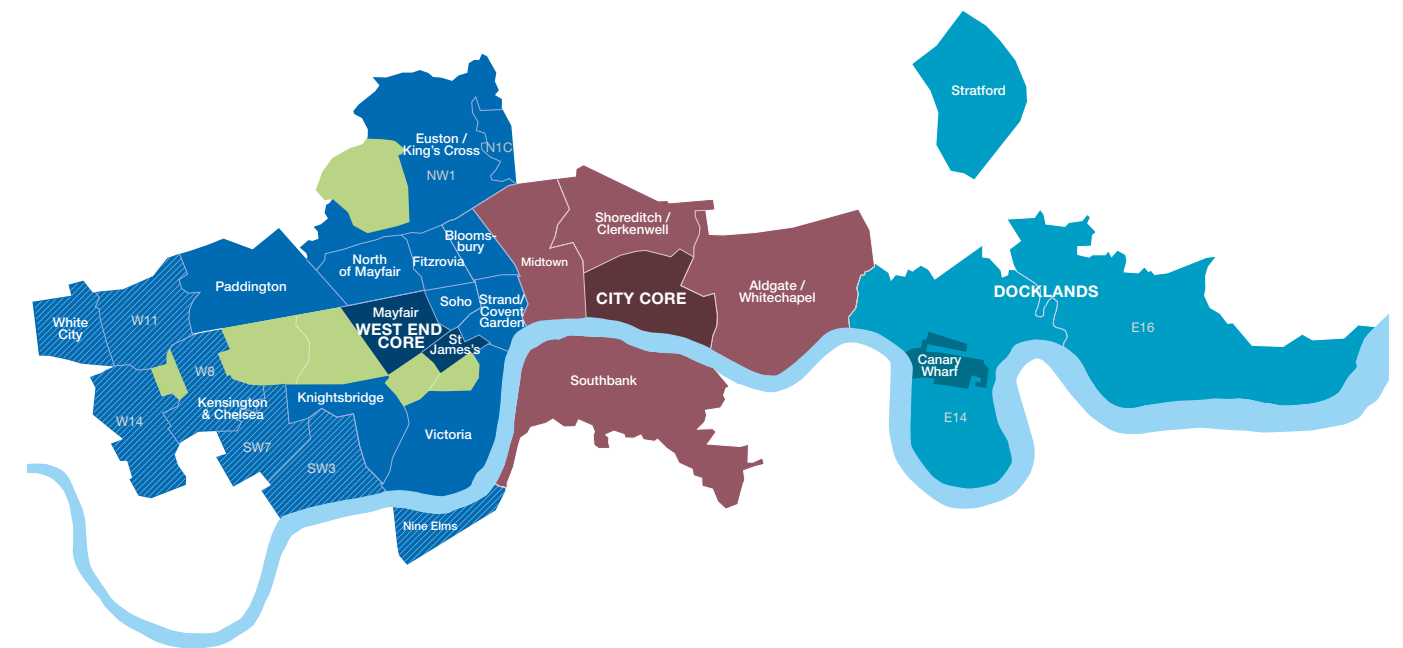 Stratford
Euston /
King's Cross
N1C
NW1
Shoreditch /
Clerkenwell
Blooms-
bury
North
of Mayfair
Fitzrovia
Midtown
Paddington
Aldgate /
Whitechapel
CITY CORE
DOCKLANDS
Soho
Strand/
Covent
Garden
Mayfair
WEST END
CORE
St
James's
White
City
W11
E16
Canary
Wharf
W8
Southbank
Knightsbridge
Kensington
& Chelsea
W14
E14
Victoria
SW7
SW3
Nine Elms